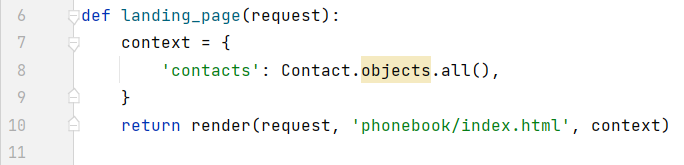 6 def landing_page(request):
7     context = {
8         'contacts': Contact.objects.all(),
9     }
10     return render(request, 'phonebook/index.html', context)
11